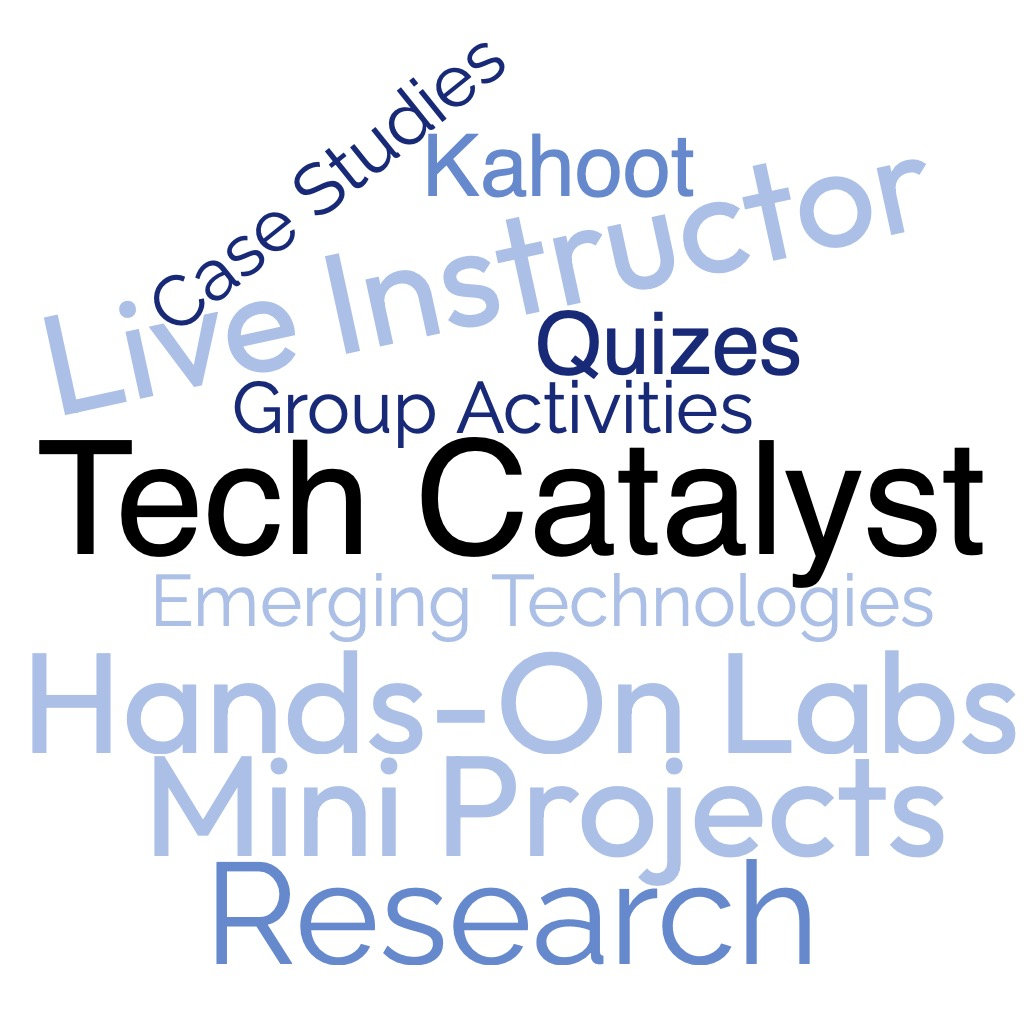 Case Studies
Kahoot
Live Instructor
Quizes
Group Activities
Tech Catalyst
Emerging Technologies
Hands-On Labs
Mini Projects
Research